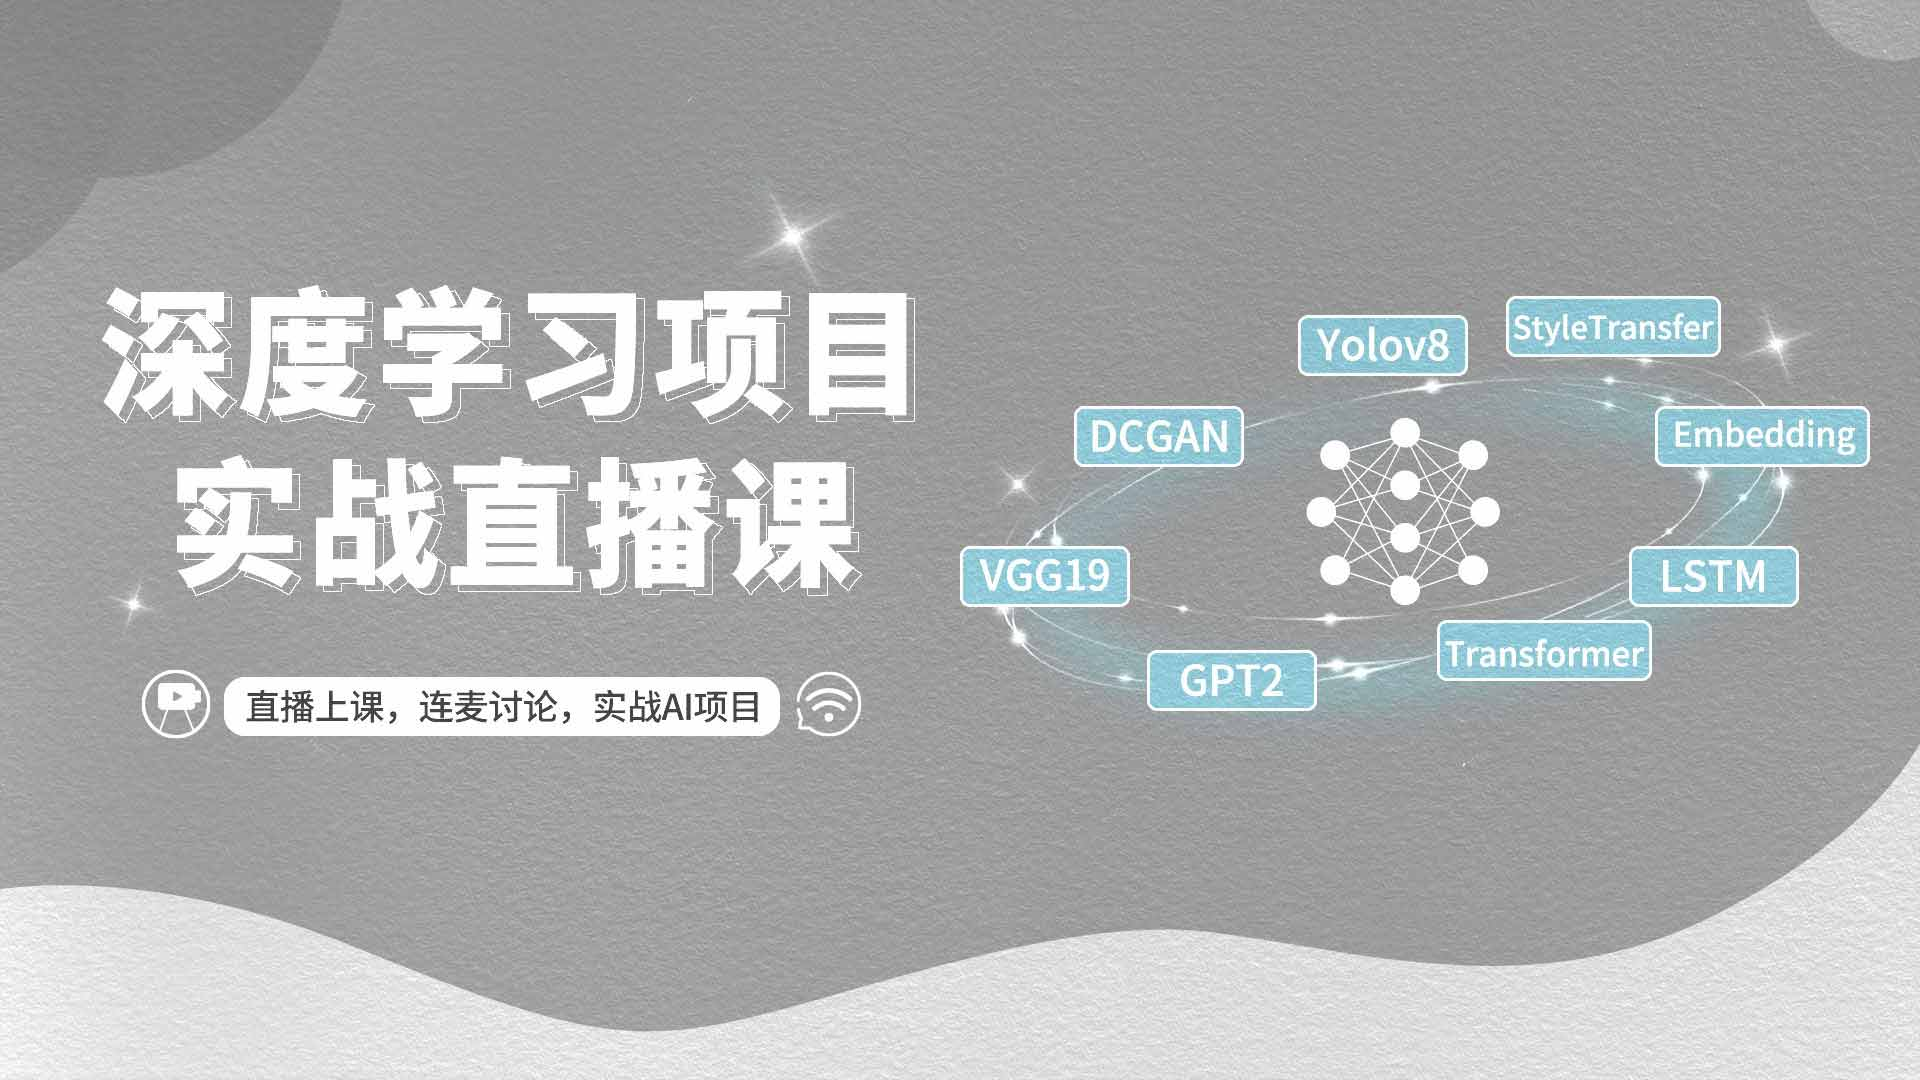 深度学习项目
实战直播课
直播上课，连麦讨论，实战AI项目
Yolov8
StyleTransfer
DCGAN
Embedding
VGG19
LSTM
Transformer
GPT2